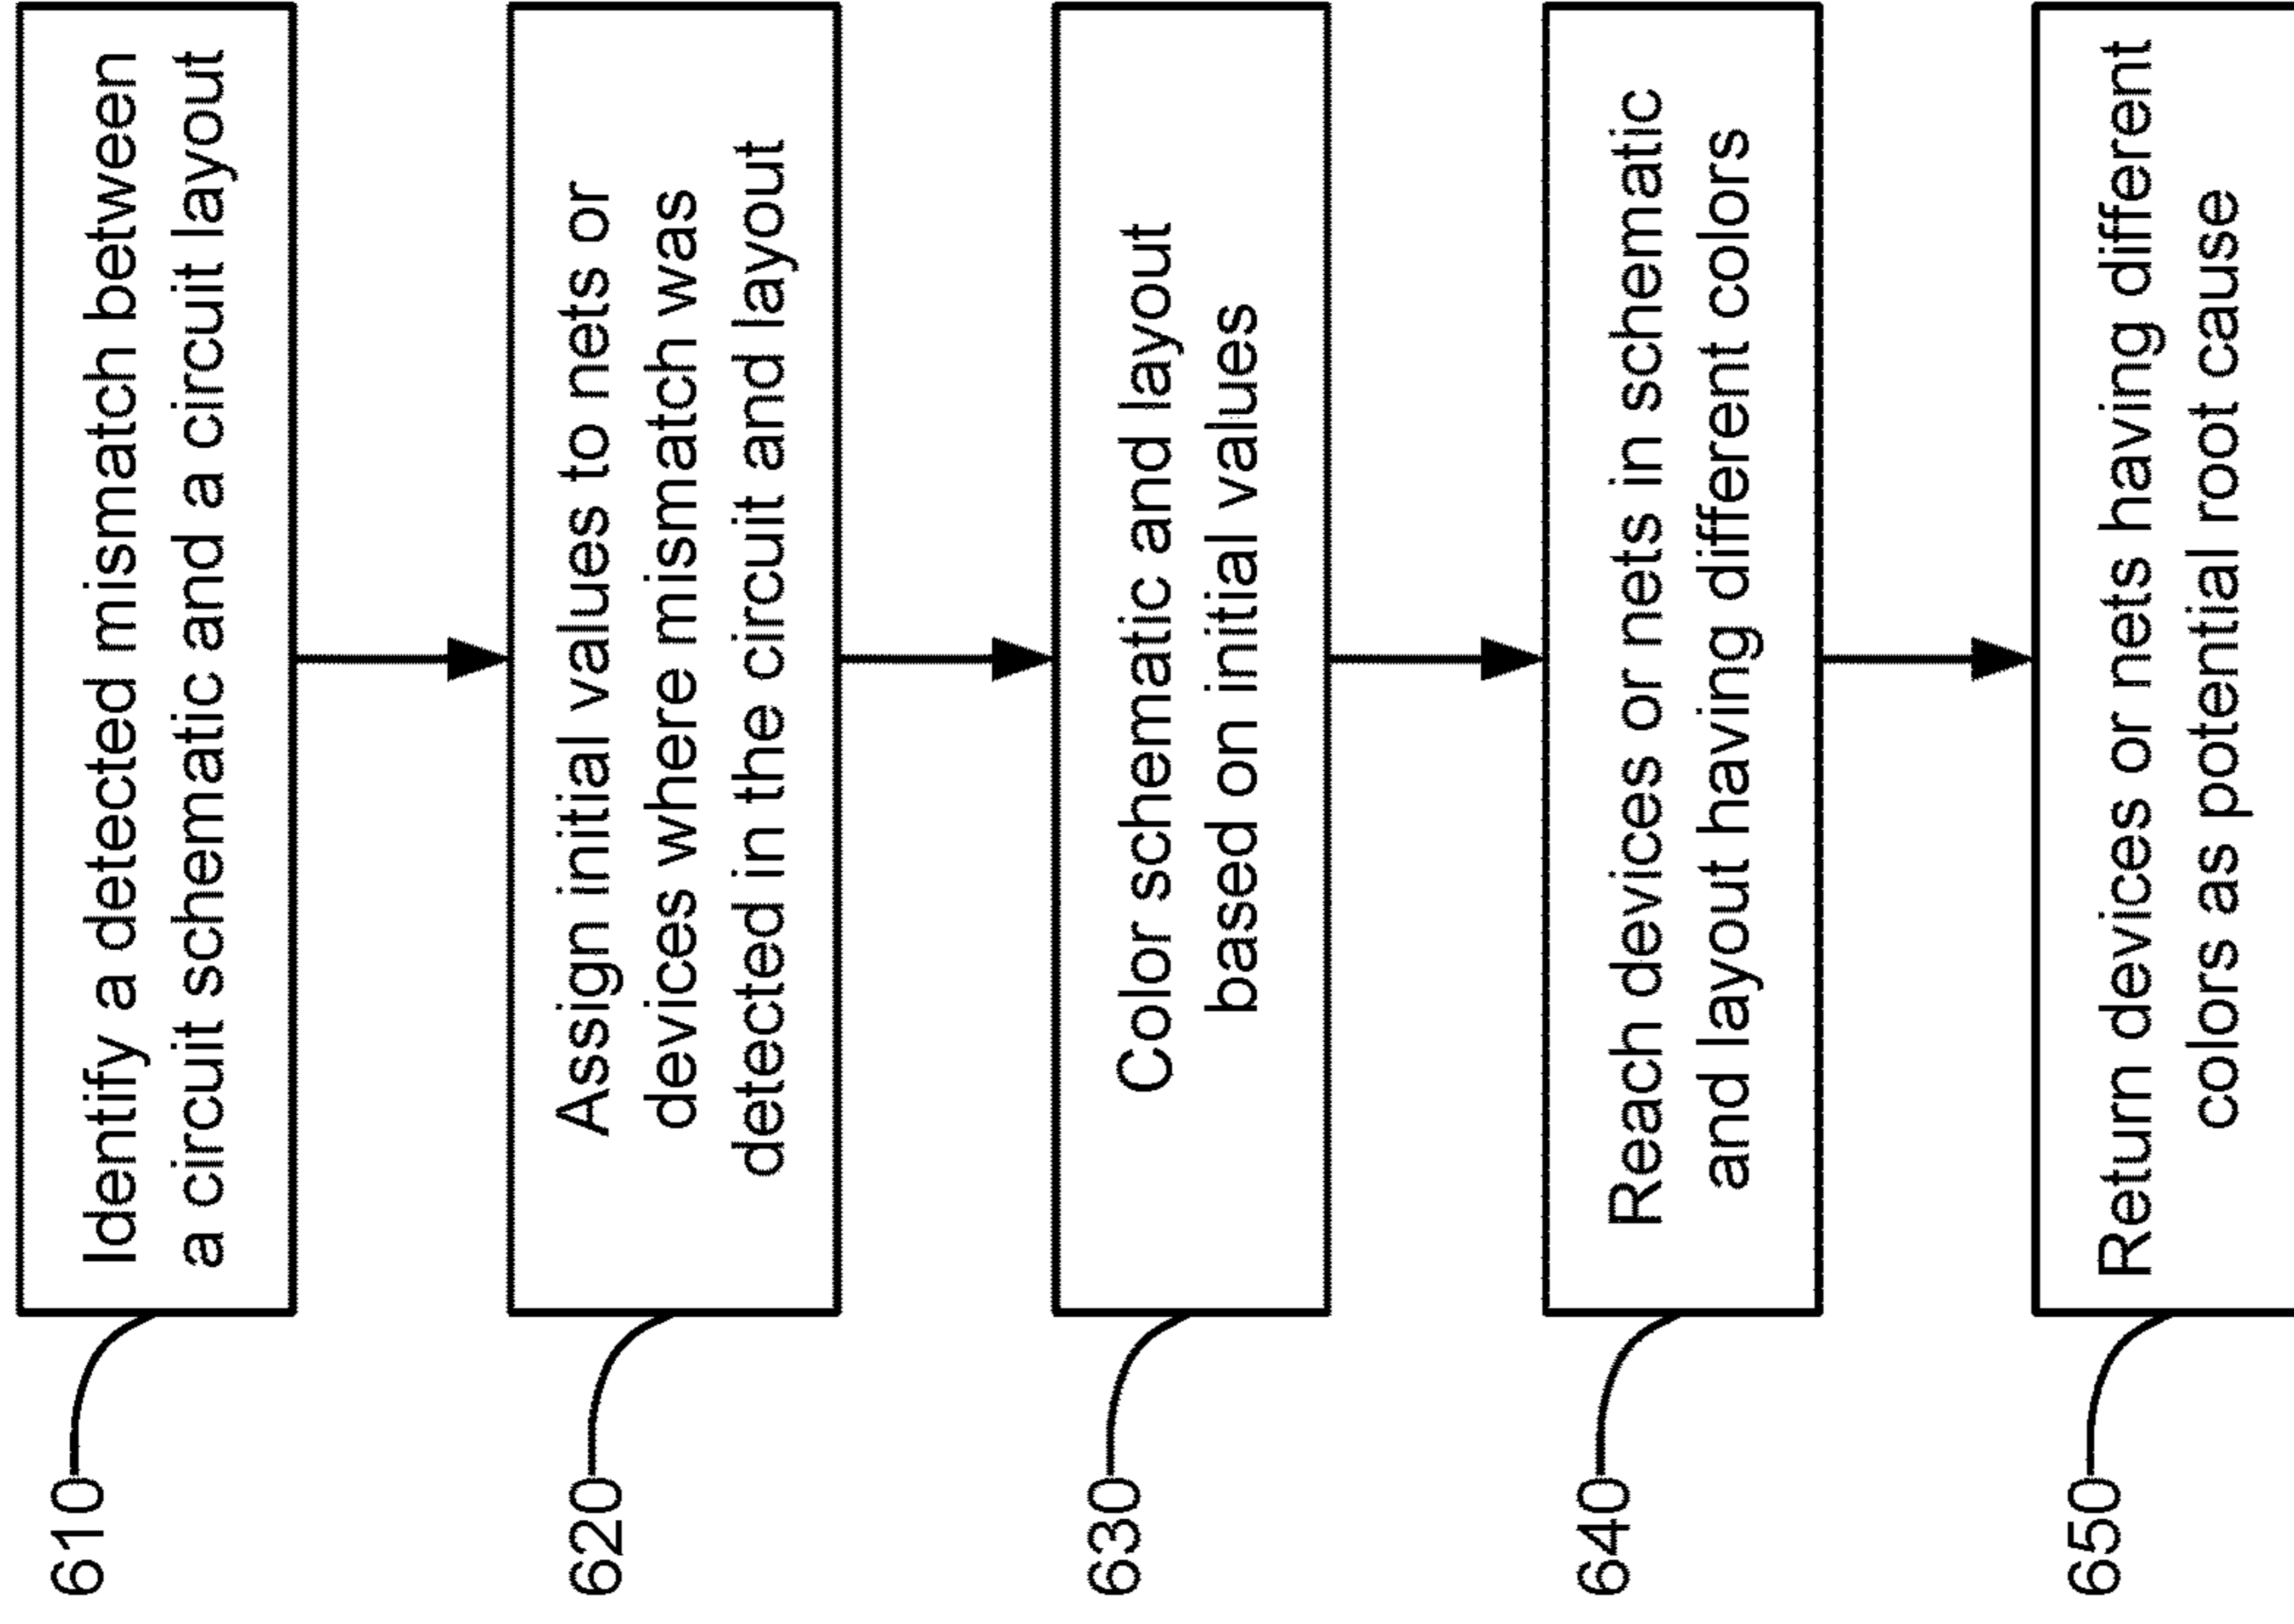 610
Identify a detected mismatch between
a circuit schematic and a circuit layout
620
Assign initial values to nets or
devices where mismatch was
detected in the circuit and layout
630
Color schematic and layout
based on initial values
640
Reach devices or nets in schematic
and layout having different colors
650
Return devices or nets having different
colors as potential root cause